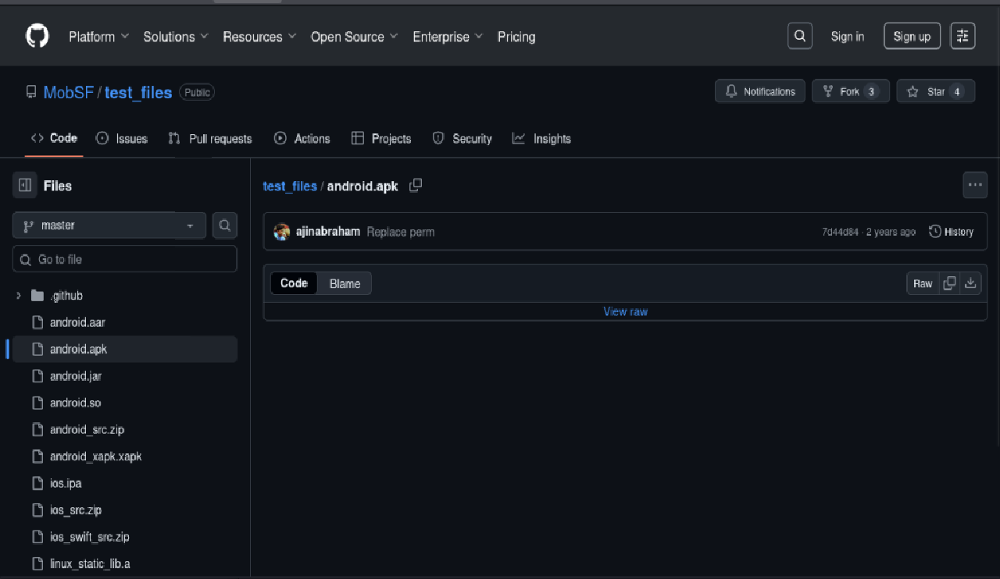 Platform Solutions Resources Open Source Enterprise Pricing Sign in Sign up
MobSF / test_files Public Notifications Fork 3 Star 4
Code Issues Pull requests Actions Projects Security Insights
Files
master
Go to file
.github
android.aar
android.apk
android.jar
android.so
android_src.zip
android_xapk.xapk
ios.ipa
ios_src.zip
ios_swift_src.zip
linux_static_lib.a
test_files / android.apk
ajinabraham Replace perm 7d44d84 · 2 years ago History
Code Blame Raw
View raw